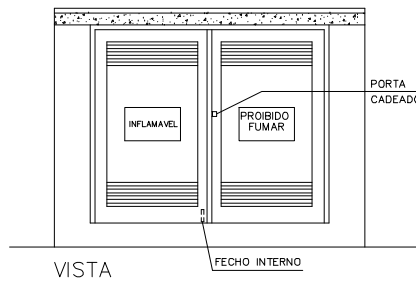 PORTA
CADEADO
INFLAMAVEL
PROIBIDO
FUMAR
FECHO INTERNO
VISTA